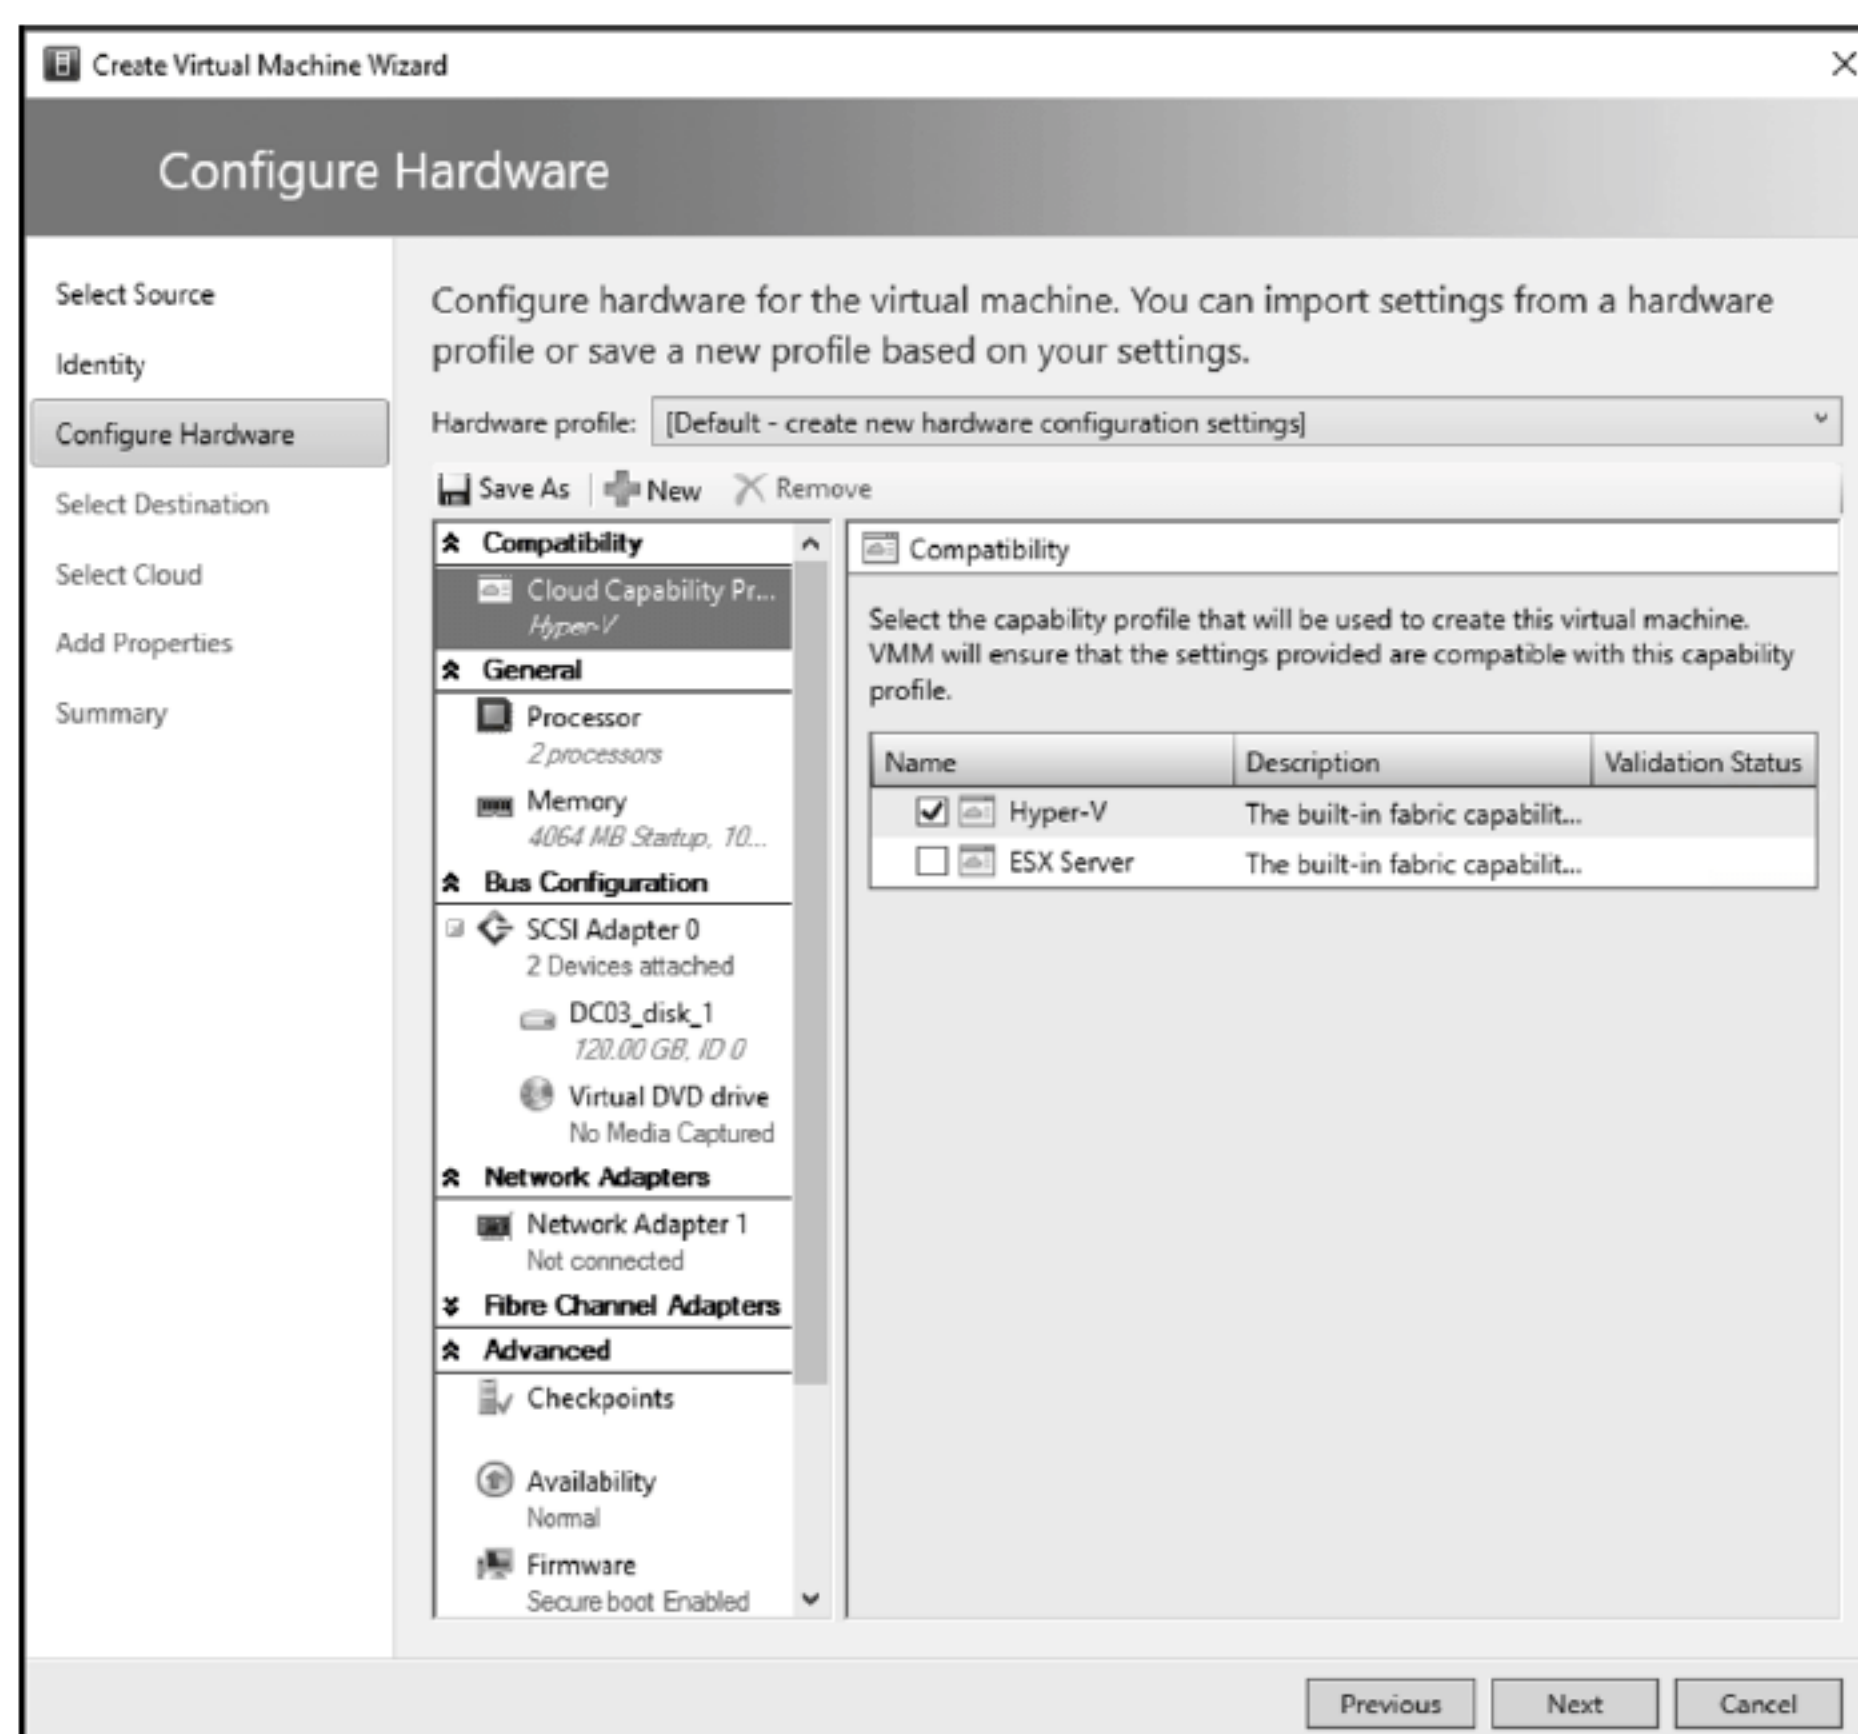 Create Virtual Machine Wizard
Configure Hardware
Select Source
Identity
Configure Hardware
Select Destination
Select Cloud
Add Properties
Summary
Configure hardware for the virtual machine. You can import settings from a hardware
profile or save a new profile based on your settings.
Hardware profile: [Default - create new hardware configuration settings]
Save As New Remove
Compatibility
Cloud Capability Pr...
Hyper-V
General
Processor
2 processors
Memory
4064 MB Startup, 10...
Bus Configuration
SCSI Adapter 0
2 Devices attached
DC03_disk_1
120.00 GB, ID 0
Virtual DVD drive
No Media Captured
Network Adapters
Network Adapter 1
Not connected
Fibre Channel Adapters
Advanced
Checkpoints
Availability
Normal
Firmware
Secure boot Enabled
Compatibility
Select the capability profile that will be used to create this virtual machine.
VMM will ensure that the settings provided are compatible with this capability
profile.
Name Description Validation Status
Hyper-V The built-in fabric capabilit...
ESX Server The built-in fabric capabilit...
Previous Next Cancel